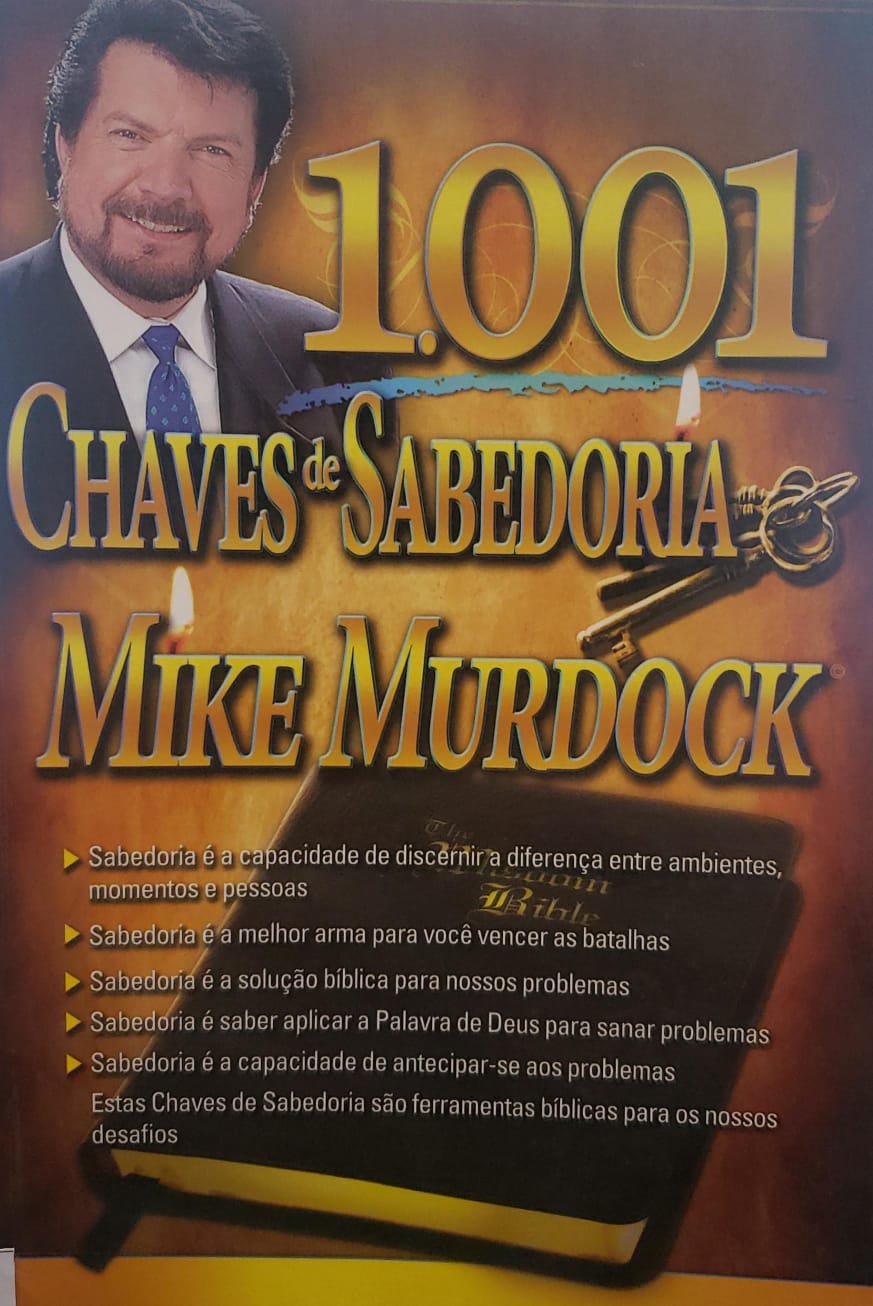 1.001
CHAVES de SABEDORIA
MIKE MURDOCK
©
The
Wisdom
Bible
Sabedoria é a capacidade de discernir a diferença entre ambientes,
momentos e pessoas
Sabedoria é a melhor arma para você vencer as batalhas
Sabedoria é a solução bíblica para nossos problemas
Sabedoria é saber aplicar a Palavra de Deus para sanar problemas
Sabedoria é a capacidade de antecipar-se aos problemas
Estas Chaves de Sabedoria são ferramentas bíblicas para os nossos
desafios